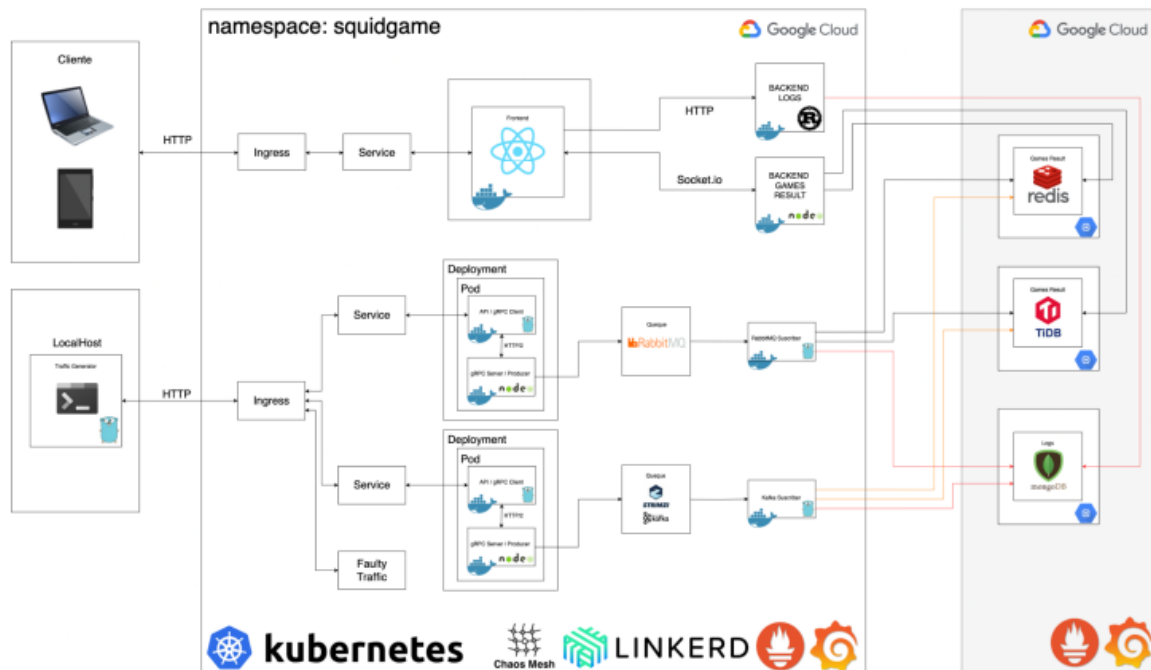 namespace: squidgame
Google Cloud
Google Cloud
Cliente
HTTP
Ingress
Service
Frontend
HTTP
Socket.io
BACKEND
LOGS
BACKEND
GAMES
RESULT
node
Games Result
redis
Games Result
TiDB
Logs
mongoDB
LocalHost
Traffic Generator
HTTP
Ingress
Service
Deployment
Pod
API / gRPC Client
HTTP2
gRPC Server / Producer
node
Queque
RabbitMQ
RabbitMQ Suscriber
Service
Deployment
Pod
API / gRPC Client
HTTP2
gRPC Server / Producer
node
Queque
STRIMZI
kafka
Kafka Suscriber
Faulty
Traffic
kubernetes
Chaos Mesh
LINKERD